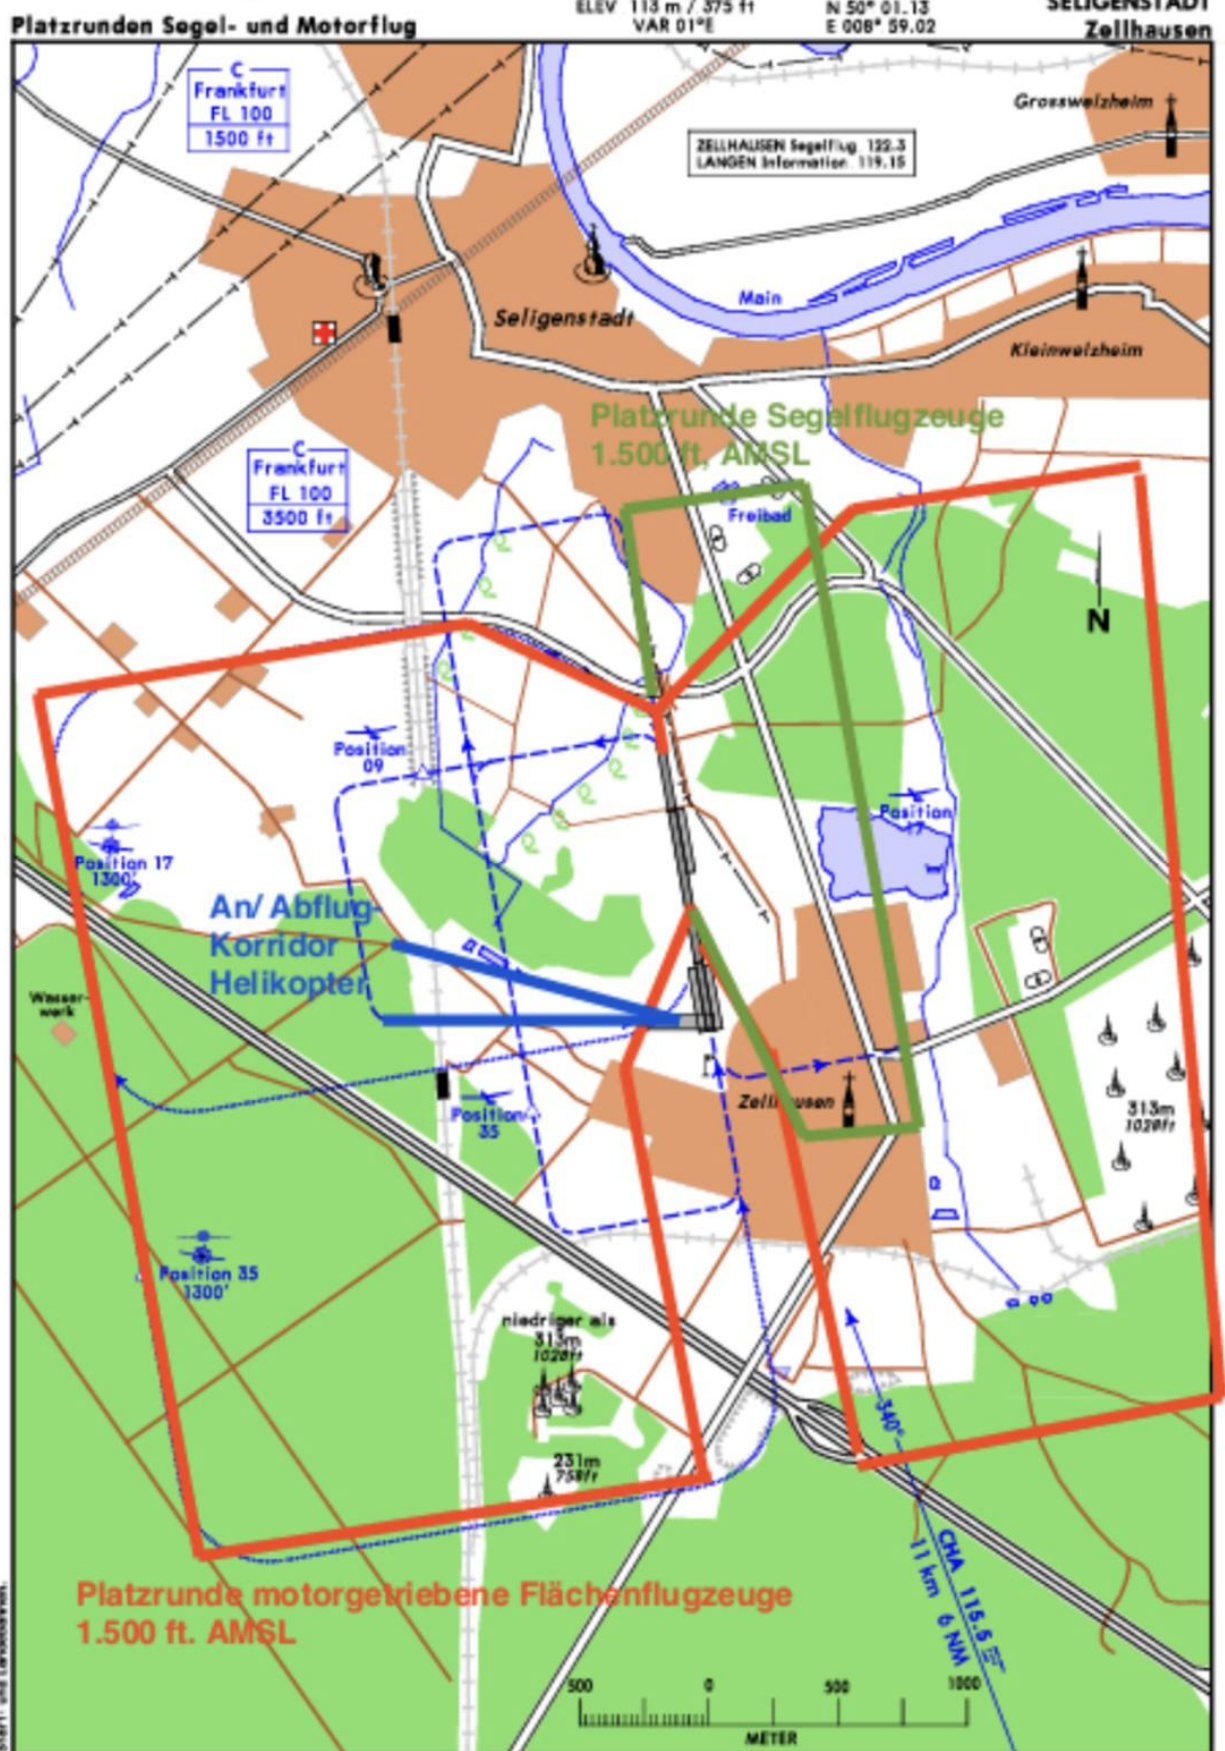 ELEV 113 m / 375 ft
VAR 01°E
N 50° 01.13
E 008° 59.02
SELIGENSTADT
Zellhausen
Platzrunden Segel- und Motorflug
C
Frankfurt
FL 100
1500 ft
Grosswelzheim
ZELLHAUSEN Segelflug 122.3
LANGEN Information 119.15
Main
Seligenstadt
Kleinwelzheim
Platzrunde Segelflugzeuge
1.500 ft, AMSL
C
Frankfurt
FL 100
3500 ft
Freibad
N
Position
09
Position
17
Position 17
1300'
An/ Abflug-
Korridor
Helikopter
Wasser-
werk
Position
35
Zellhausen
313m
1028ft
Position 35
1300'
niedriger als
313m
1028ft
340°
231m
758ft
CHA 115.5
11 km 6 NM
Platzrunde motorgetriebene Flächenflugzeuge
1.500 ft. AMSL
500 0 500 1000
METER